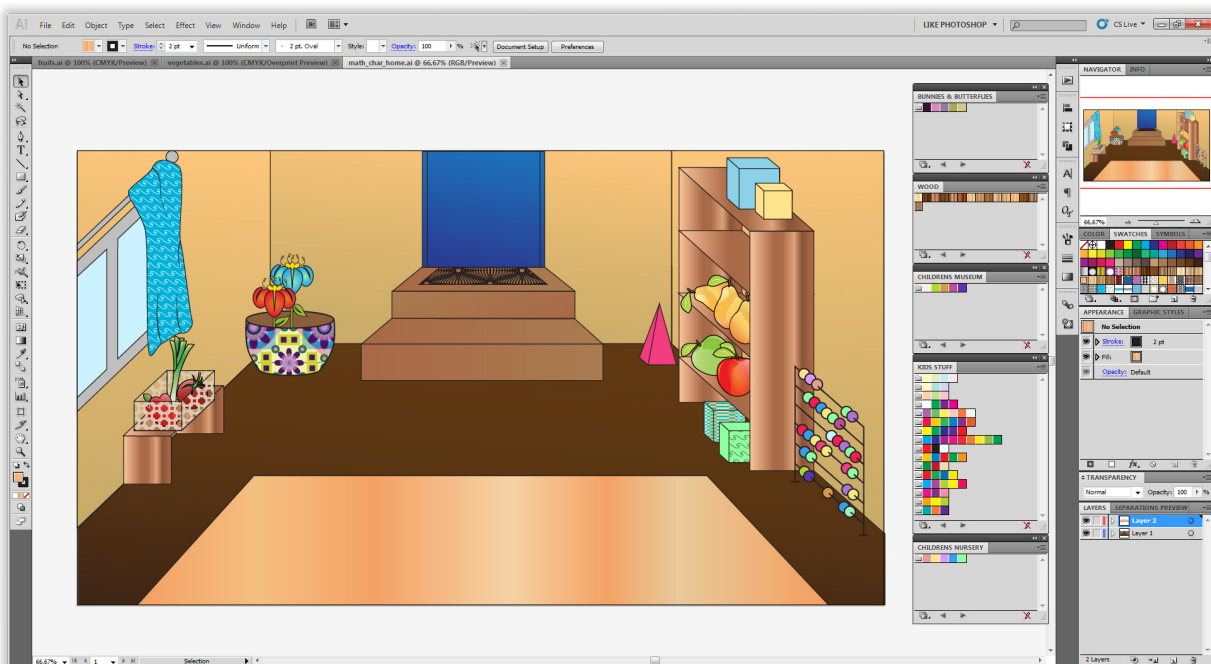 Ai File Edit Object Type Select Effect View Window Help Br LIKE PHOTOSHOP CS Live
No Selection Stroke: 2 pt Uniform 2 pt. Oval Style: Opacity: 100 % Document Setup Preferences
fruits.ai @ 100% (CMYK/Preview) vegetables.ai @ 100% (CMYK/Overprint Preview) math_char_home.ai @ 66,67% (RGB/Preview)
BUNNIES & BUTTERFLIES
WOOD
CHILDRENS MUSEUM
KIDS STUFF
CHILDRENS NURSERY
NAVIGATOR INFO
66,67%
COLOR SWATCHES SYMBOLS
APPEARANCE GRAPHIC STYLES
No Selection
Stroke: 2 pt
Fill:
Opacity: Default
TRANSPARENCY
Normal Opacity: 100 %
LAYERS SEPARATIONS PREVIEW
Layer 2
Layer 1
2 Layers
66,67% 1 Selection